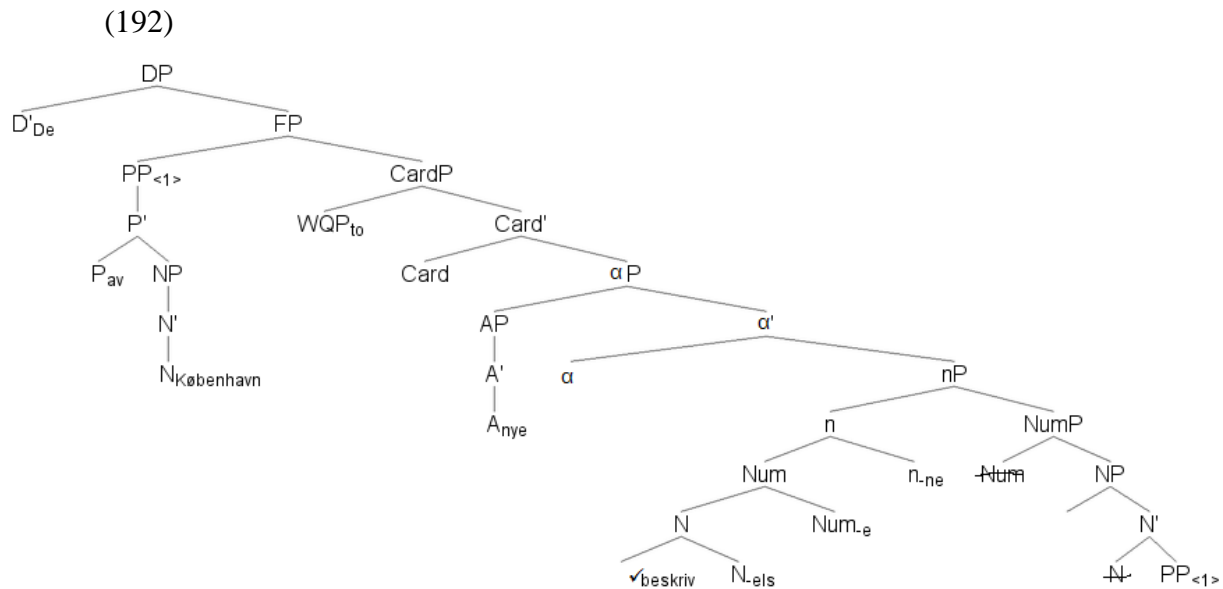 (192)
DP
D'De FP
PP<1> CardP
P' WQPto Card'
Pav NP Card αP
N' AP α'
NKøbenhavn A' α nP
Anye n NumP
Num n-ne Num NP
N Num-e N'
✓beskriv N-els N PP<1>